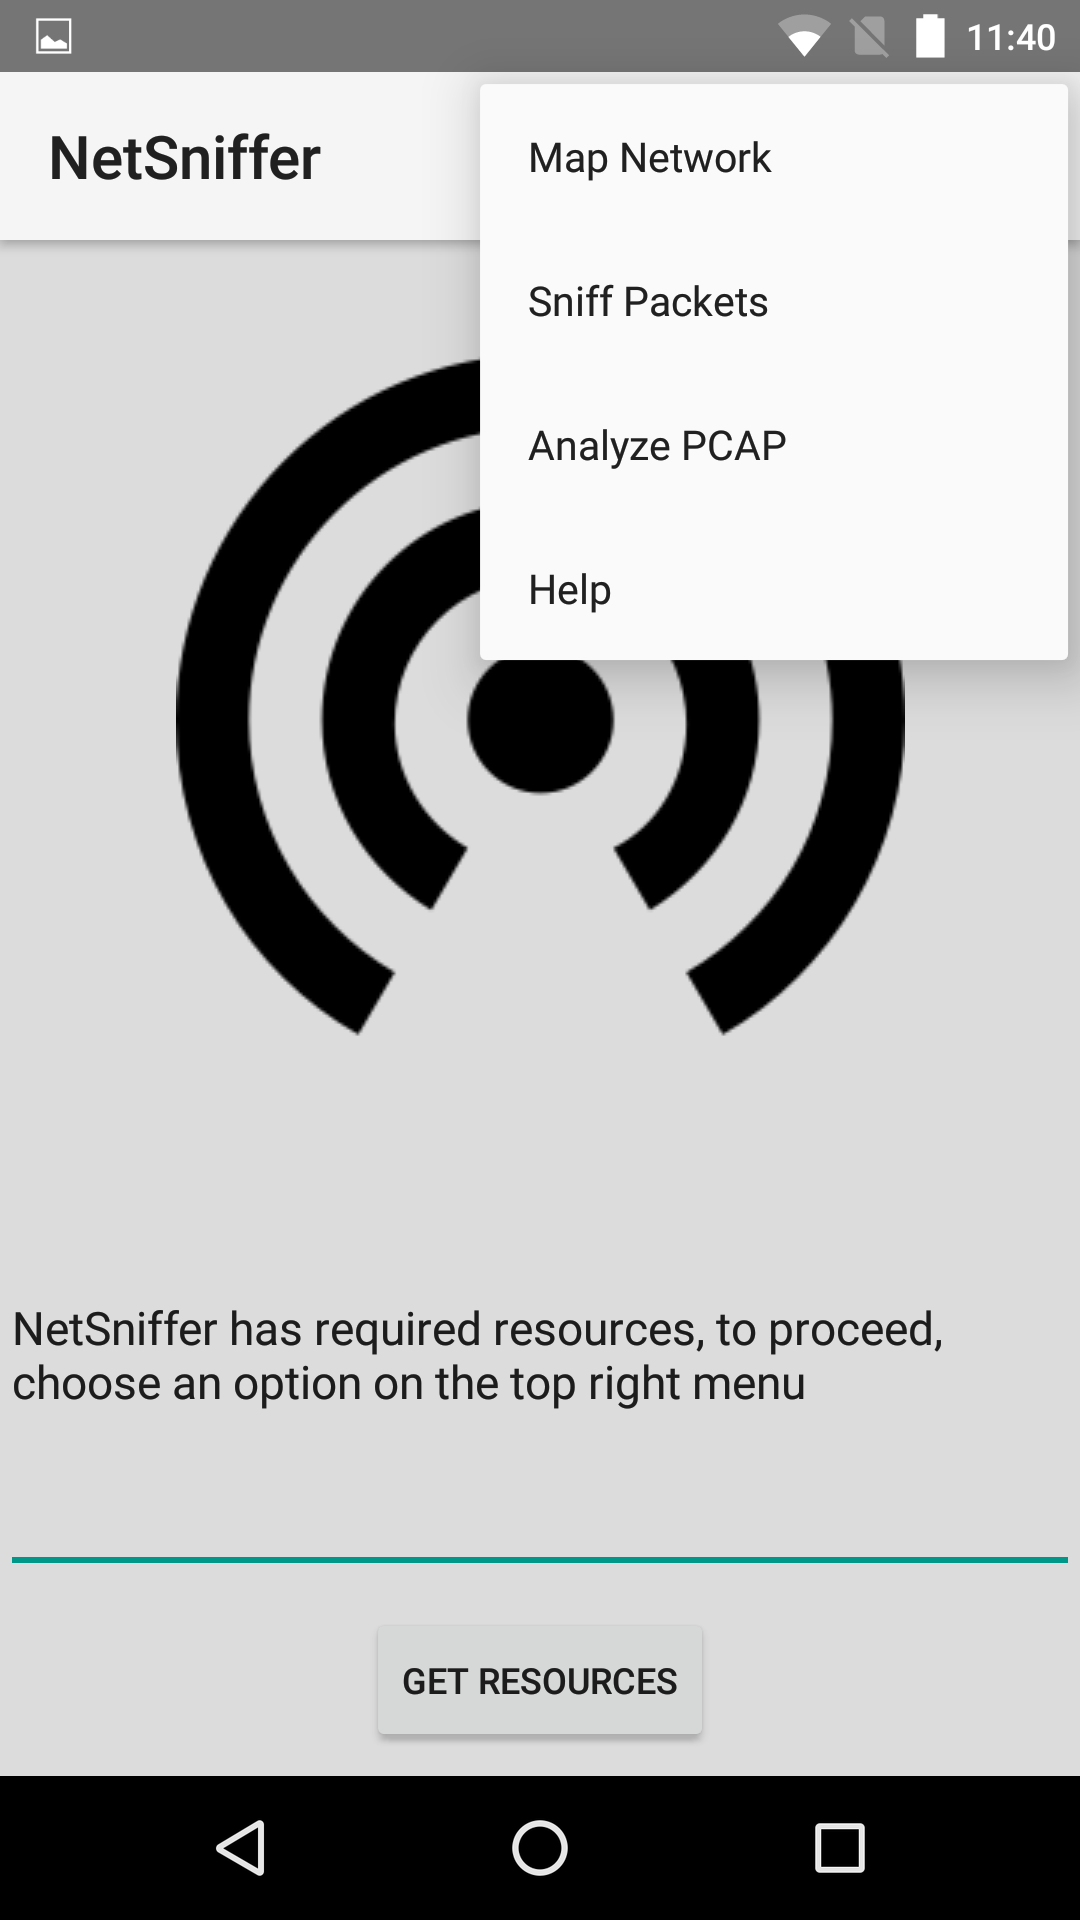 11:40
NetSniffer
Map Network
Sniff Packets
Analyze PCAP
Help
NetSniffer has required resources, to proceed,
choose an option on the top right menu
GET RESOURCES